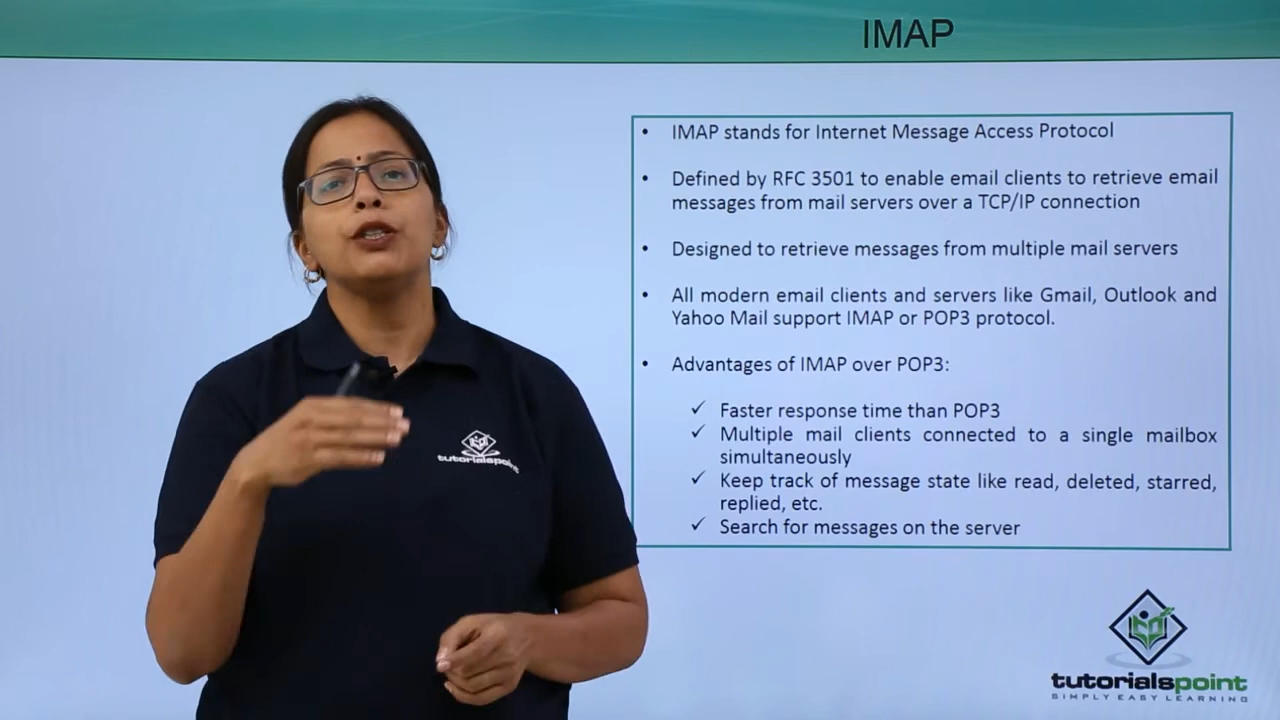 IMAP
• IMAP stands for Internet Message Access Protocol
• Defined by RFC 3501 to enable email clients to retrieve email
messages from mail servers over a TCP/IP connection
• Designed to retrieve messages from multiple mail servers
• All modern email clients and servers like Gmail, Outlook and
Yahoo Mail support IMAP or POP3 protocol.
• Advantages of IMAP over POP3:
✓ Faster response time than POP3
✓ Multiple mail clients connected to a single mailbox
simultaneously
✓ Keep track of message state like read, deleted, starred,
replied, etc.
✓ Search for messages on the server
tutorialspoint
tutorialspoint
SIMPLY EASY LEARNING